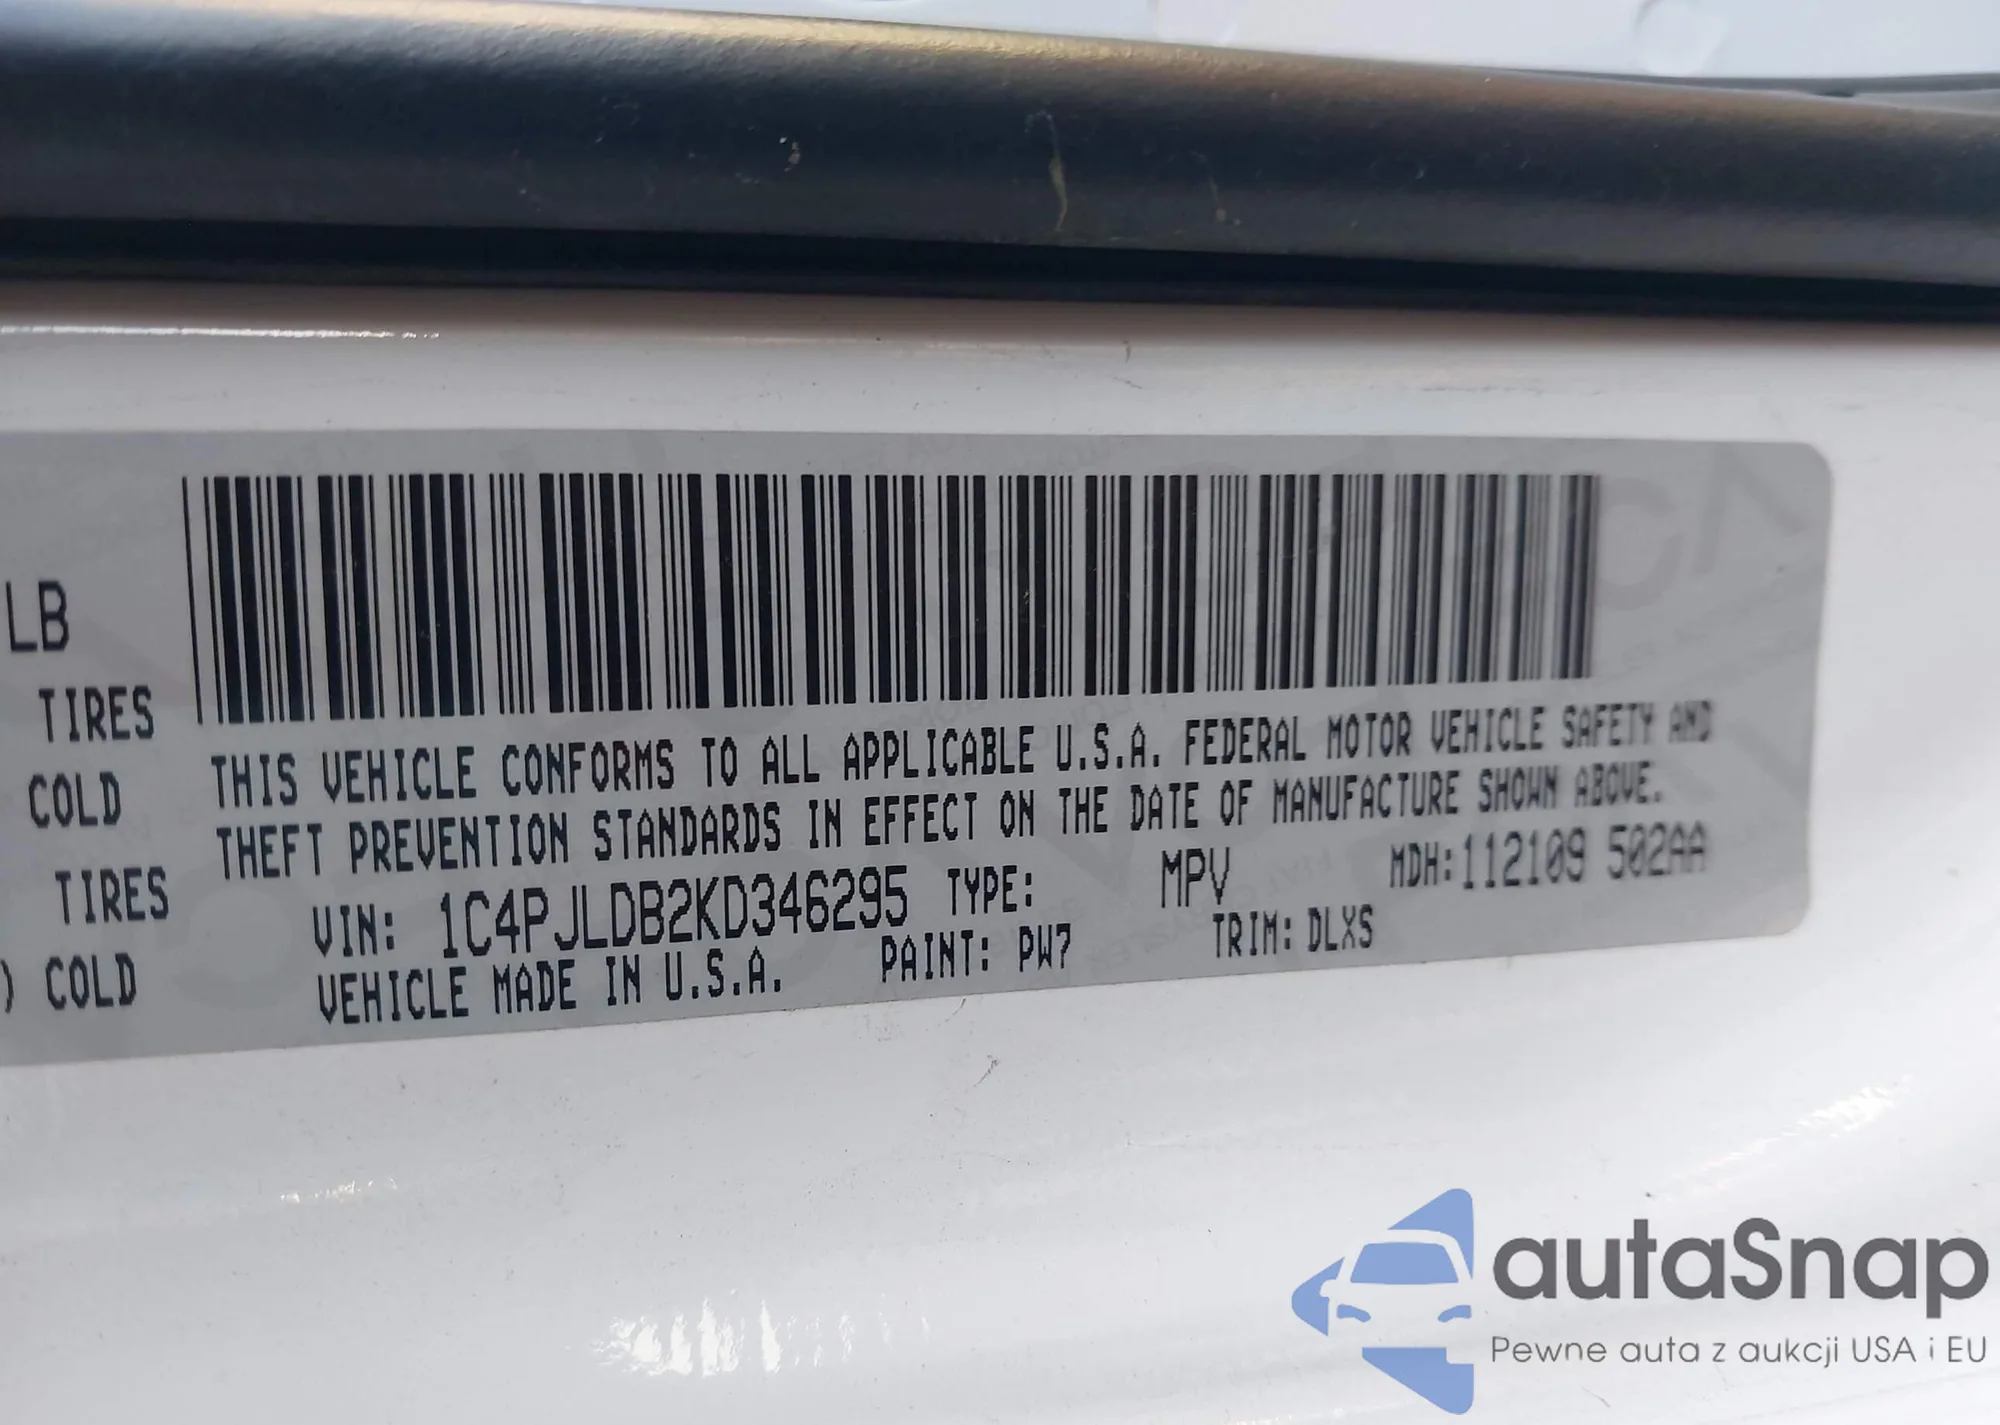 LB
TIRES
COLD
TIRES
) COLD
THIS VEHICLE CONFORMS TO ALL APPLICABLE U.S.A. FEDERAL MOTOR VEHICLE SAFETY AND
THEFT PREVENTION STANDARDS IN EFFECT ON THE DATE OF MANUFACTURE SHOWN ABOVE.
VIN: 1C4PJLDB2KD346295 TYPE: MPV MDH:112109 502AA
VEHICLE MADE IN U.S.A. PAINT: PW7 TRIM: DLXS
autaSnap
Pewne auta z aukcji USA i EU